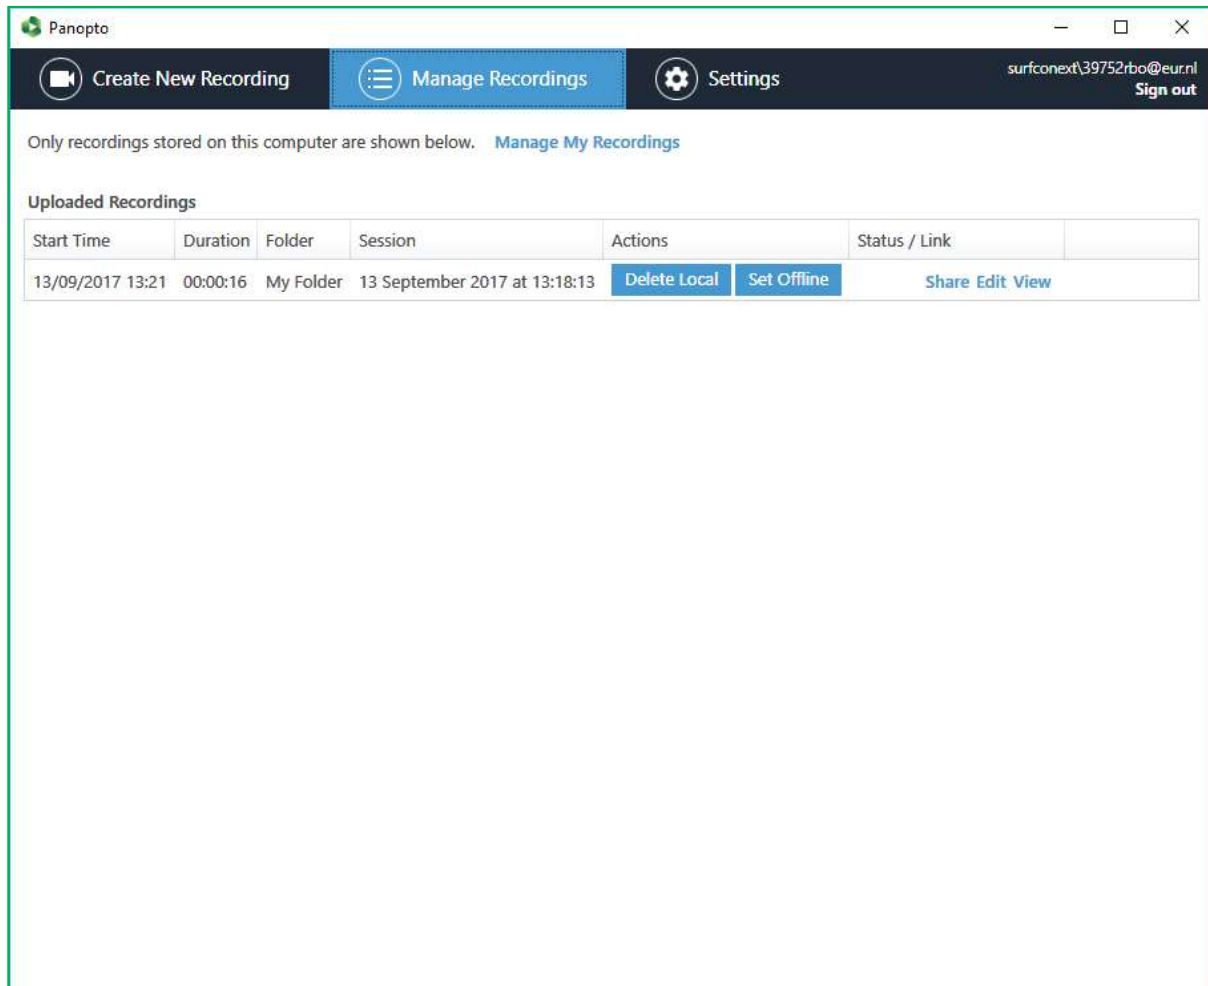 Panopto
Create New Recording Manage Recordings Settings surfconext\39752rbo@eur.nl
Sign out
Only recordings stored on this computer are shown below. Manage My Recordings
Uploaded Recordings
Start Time Duration Folder Session Actions Status / Link
13/09/2017 13:21 00:00:16 My Folder 13 September 2017 at 13:18:13 Delete Local Set Offline Share Edit View